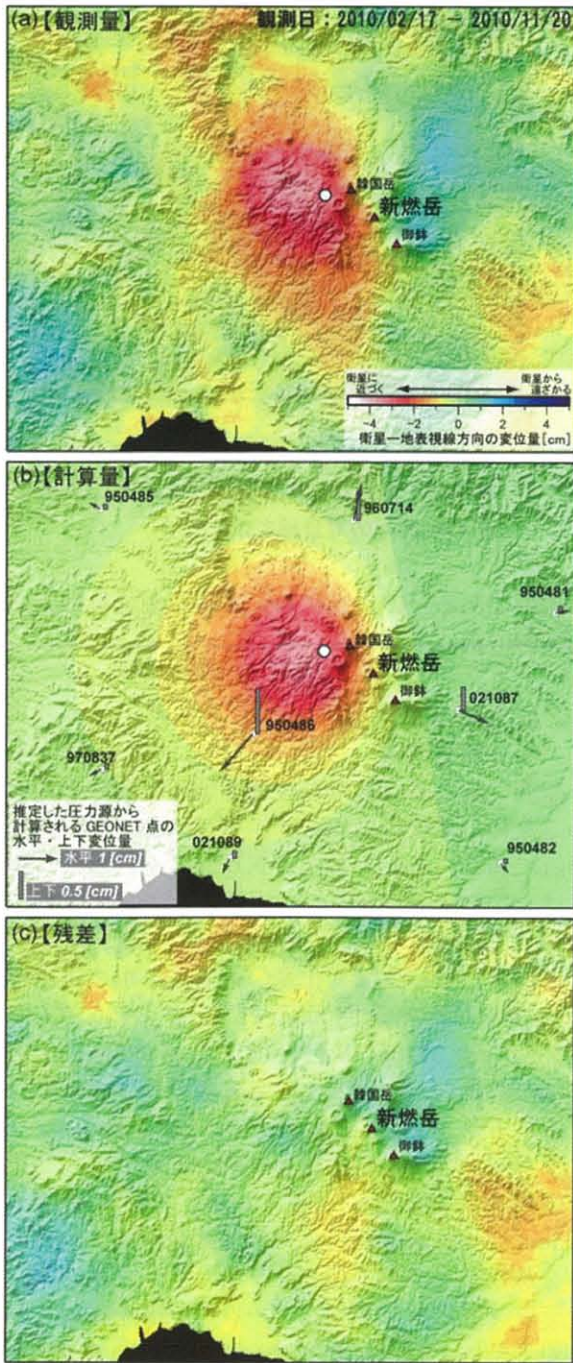 (a)【観測量】 観測日：2010/02/17 － 2010/11/20
韓国岳
新燃岳
御鉢
衛星に
近づく
衛星から
遠ざかる
−4 −2 0 2 4
衛星ー地表視線方向の変位量[cm]
(b)【計算量】
950485
960714
950481
韓国岳
新燃岳
御鉢
021087
950486
970837
推定した圧力源から
計算される GEONET 点の
水平・上下変位量
水平 1 [cm]
上下 0.5 [cm]
021089
950482
(c)【残差】
韓国岳
新燃岳
御鉢